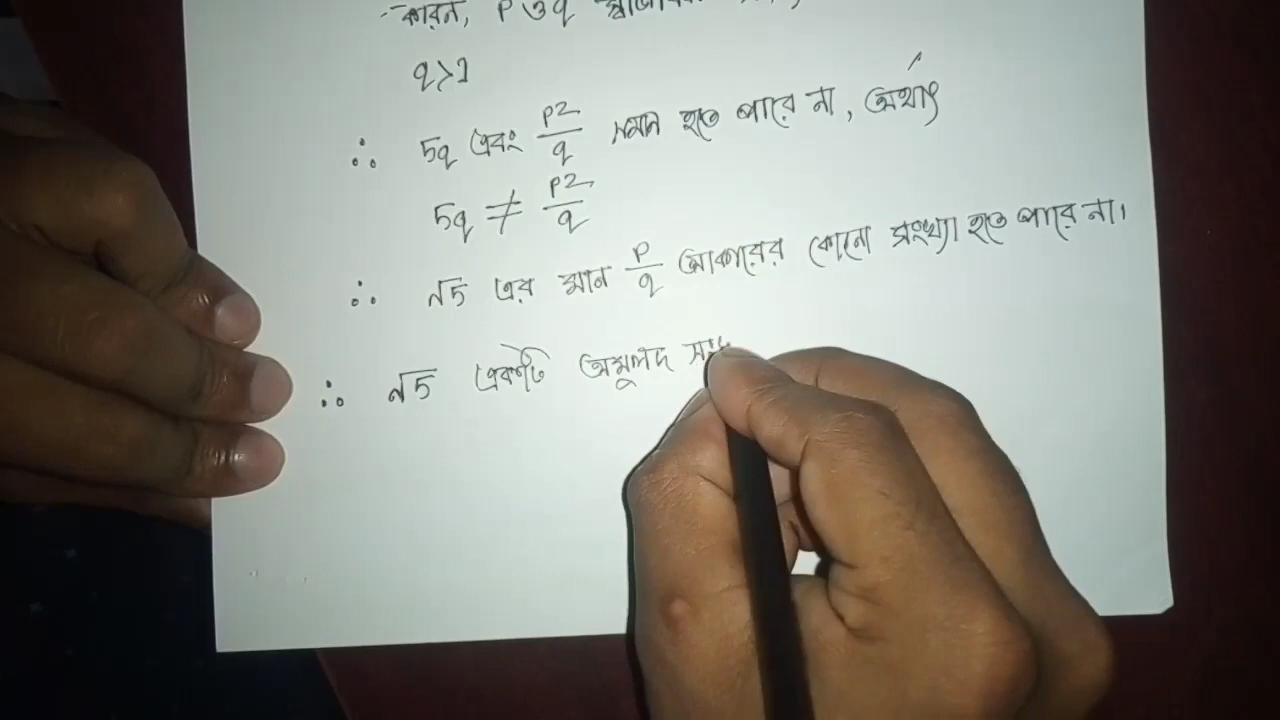 কারন, P ও q
q>1
∴ 5q এবং p2/q সমান হতে পারে না, অর্থাৎ
5q ≠ p2/q
∴ √5 এর মান P/q আকারের কোনো সংখ্যা হতে পারে না।
∴ √5 একটি অমূলদ